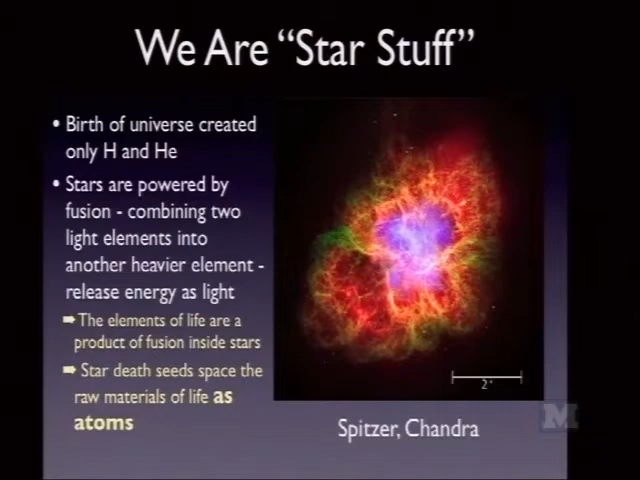 We Are “Star Stuff”
• Birth of universe created
only H and He
• Stars are powered by
fusion - combining two
light elements into
another heavier element -
release energy as light
➡ The elements of life are a
product of fusion inside stars
➡ Star death seeds space the
raw materials of life as
atoms
2"
Spitzer, Chandra
M